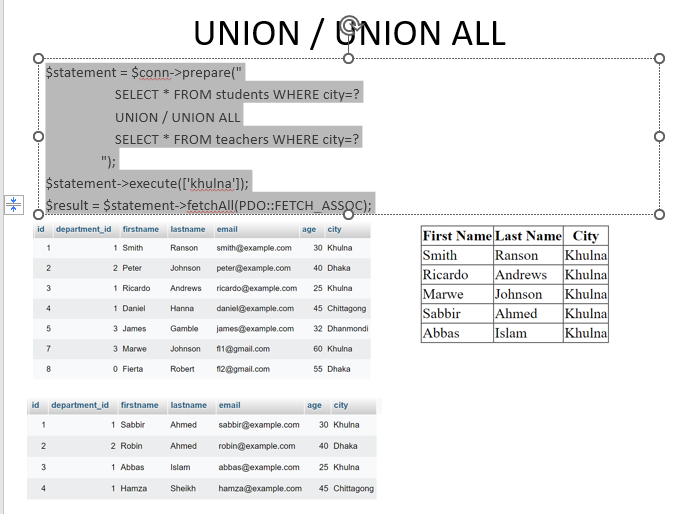 UNION / UNION ALL
$statement = $conn->prepare("
SELECT * FROM students WHERE city=?
UNION / UNION ALL
SELECT * FROM teachers WHERE city=?
");
$statement->execute(['khulna']);
$result = $statement->fetchAll(PDO::FETCH_ASSOC);
id department_id firstname lastname email age city
1 1 Smith Ranson smith@example.com 30 Khulna
2 2 Peter Johnson peter@example.com 40 Dhaka
3 1 Ricardo Andrews ricardo@example.com 25 Khulna
4 1 Daniel Hanna daniel@example.com 45 Chittagong
5 3 James Gamble james@example.com 32 Dhanmondi
7 3 Marwe Johnson fl1@gmail.com 60 Khulna
8 0 Fierta Robert fl2@gmail.com 55 Dhaka
First Name Last Name City
Smith Ranson Khulna
Ricardo Andrews Khulna
Marwe Johnson Khulna
Sabbir Ahmed Khulna
Abbas Islam Khulna
id department_id firstname lastname email age city
1 1 Sabbir Ahmed sabbir@example.com 30 Khulna
2 2 Robin Ahmed robin@example.com 40 Dhaka
3 1 Abbas Islam abbas@example.com 25 Khulna
4 1 Hamza Sheikh hamza@example.com 45 Chittagong